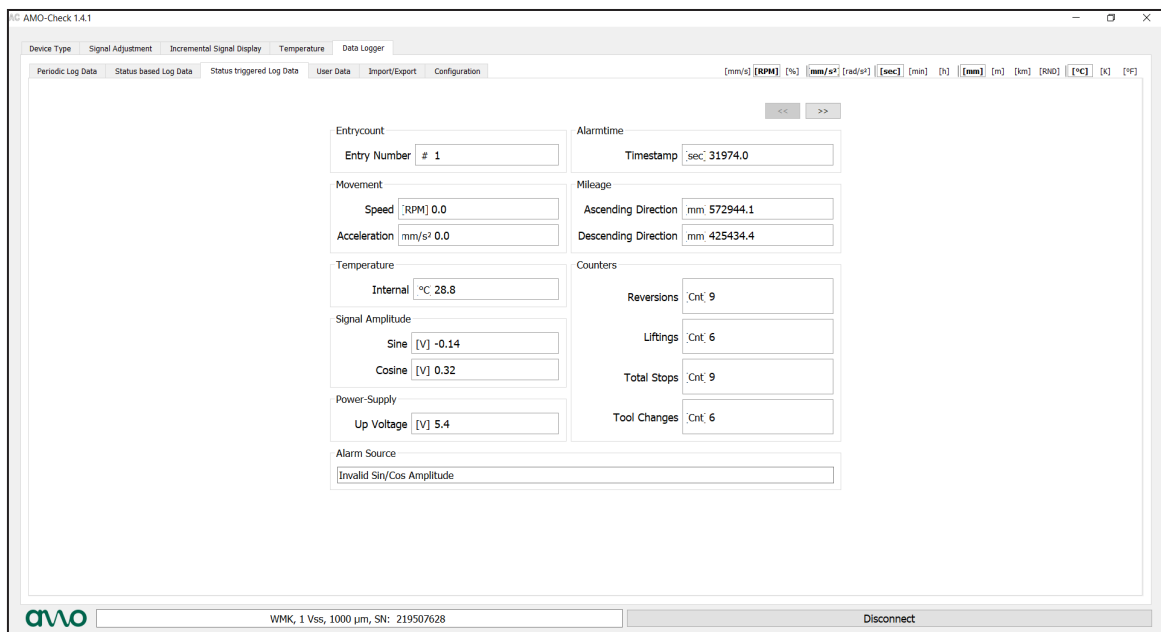 AC AMO-Check 1.4.1
Device Type Signal Adjustment Incremental Signal Display Temperature Data Logger
Periodic Log Data Status based Log Data Status triggered Log Data User Data Import/Export Configuration [mm/s] [RPM] [%] [mm/s²] [rad/s²] [sec] [min] [h] [mm] [m] [km] [RND] [°C] [K] [°F]
<< >>
Entrycount Alarmtime
Entry Number # 1 Timestamp [sec] 31974.0
Movement Mileage
Speed [RPM] 0.0 Ascending Direction [mm] 572944.1
Acceleration mm/s² 0.0 Descending Direction [mm] 425434.4
Temperature Counters
Internal [°C] 28.8 Reversions [Cnt] 9
Signal Amplitude Liftings [Cnt] 6
Sine [V] -0.14
Cosine [V] 0.32 Total Stops [Cnt] 9
Power-Supply
Up Voltage [V] 5.4 Tool Changes [Cnt] 6
Alarm Source
Invalid Sin/Cos Amplitude
amo WMK, 1 Vss, 1000 µm, SN: 219507628 Disconnect